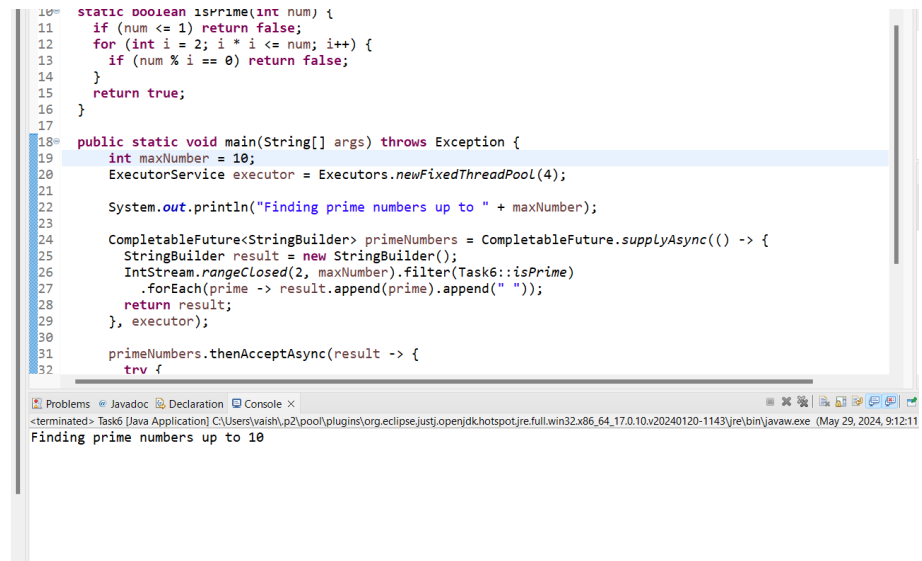 10 static boolean isPrime(int num) {
11 if (num <= 1) return false;
12 for (int i = 2; i * i <= num; i++) {
13 if (num % i == 0) return false;
14 }
15 return true;
16 }
17
18 public static void main(String[] args) throws Exception {
19 int maxNumber = 10;
20 ExecutorService executor = Executors.newFixedThreadPool(4);
21
22 System.out.println("Finding prime numbers up to " + maxNumber);
23
24 CompletableFuture<StringBuilder> primeNumbers = CompletableFuture.supplyAsync(() -> {
25 StringBuilder result = new StringBuilder();
26 IntStream.rangeClosed(2, maxNumber).filter(Task6::isPrime)
27 .forEach(prime -> result.append(prime).append(" "));
28 return result;
29 }, executor);
30
31 primeNumbers.thenAcceptAsync(result -> {
32 try {
Problems Javadoc Declaration Console ×
<terminated> Task6 [Java Application] C:\Users\vaish\.p2\pool\plugins\org.eclipse.justj.openjdk.hotspot.jre.full.win32.x86_64_17.0.10.v20240120-1143\jre\bin\javaw.exe (May 29, 2024, 9:12:11
Finding prime numbers up to 10